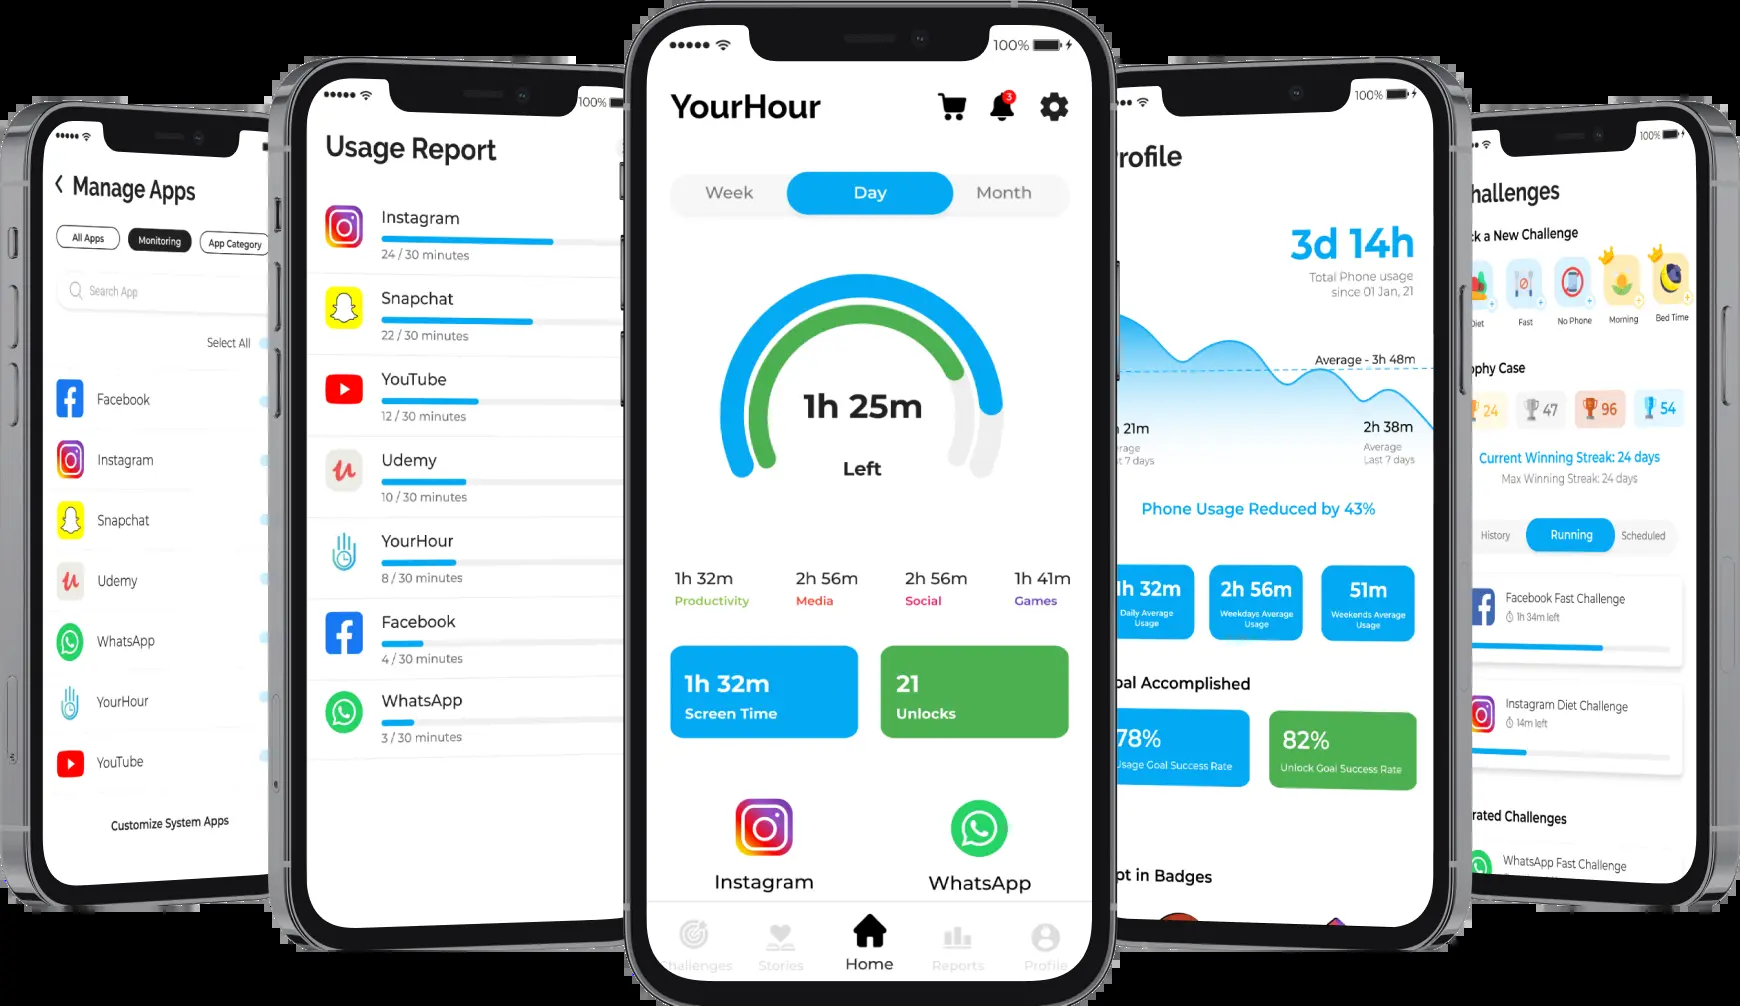 Manage Apps
All Apps
Monitoring
App Category
Search App
Select All
Facebook
Instagram
Snapchat
Udemy
WhatsApp
YourHour
YouTube
Customize System Apps
100%
Usage Report
Instagram
24 / 30 minutes
Snapchat
22 / 30 minutes
YouTube
12 / 30 minutes
Udemy
10 / 30 minutes
YourHour
8 / 30 minutes
Facebook
4 / 30 minutes
WhatsApp
3 / 30 minutes
100%
YourHour
3
Week Day Month
1h 25m
Left
1h 32m 2h 56m 2h 56m 1h 41m
Productivity Media Social Games
1h 32m
Screen Time
21
Unlocks
Instagram
WhatsApp
Challenges Stories Home Reports Profile
100%
rofile
3d 14h
Total Phone usage
since 01 Jan, 21
Average - 3h 48m
21m
rage
t 7 days
2h 38m
Average
Last 7 days
Phone Usage Reduced by 43%
1h 32m
Daily Average
Usage
2h 56m
Weekdays Average
Usage
51m
Weekends Average
Usage
oal Accomplished
78%
Usage Goal Success Rate
82%
Unlock Goal Success Rate
pt in Badges
100%
hallenges
ck a New Challenge
Diet Fast No Phone Morning Bed Time
ophy Case
24 47 96 54
Current Winning Streak: 24 days
Max Winning Streak: 24 days
History Running Scheduled
Facebook Fast Challenge
1h 34m left
Instagram Diet Challenge
14m left
rated Challenges
WhatsApp Fast Challenge